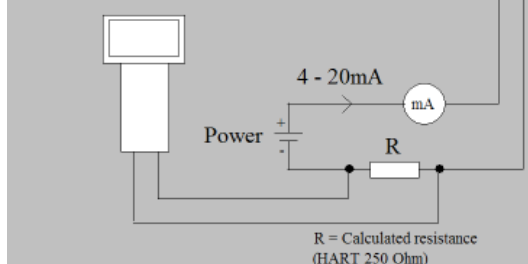 4 - 20mA
mA
+
Power
-
R
R = Calculated resistance
(HART 250 Ohm)